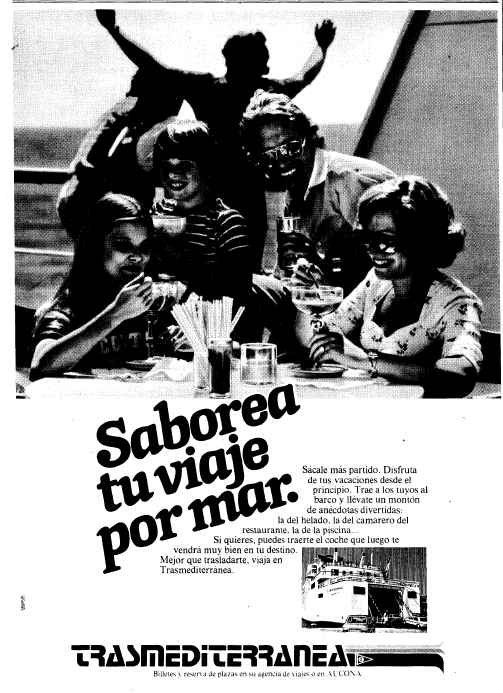 Saborea
tu viaje
por mar.
Sácale más partido. Disfruta
de tus vacaciones desde el
principio. Trae a los tuyos al
barco y llévate un montón
de anécdotas divertidas:
la del helado, la del camarero del
restaurante, la de la piscina...
Si quieres, puedes traerte el coche que luego te
vendrá muy bien en tu destino.
Mejor que trasladarte, viaja en
Trasmediterránea.
TRASMEDITERRANEA
Billetes y reserva de plazas en su agencia de viajes o en AUCONA